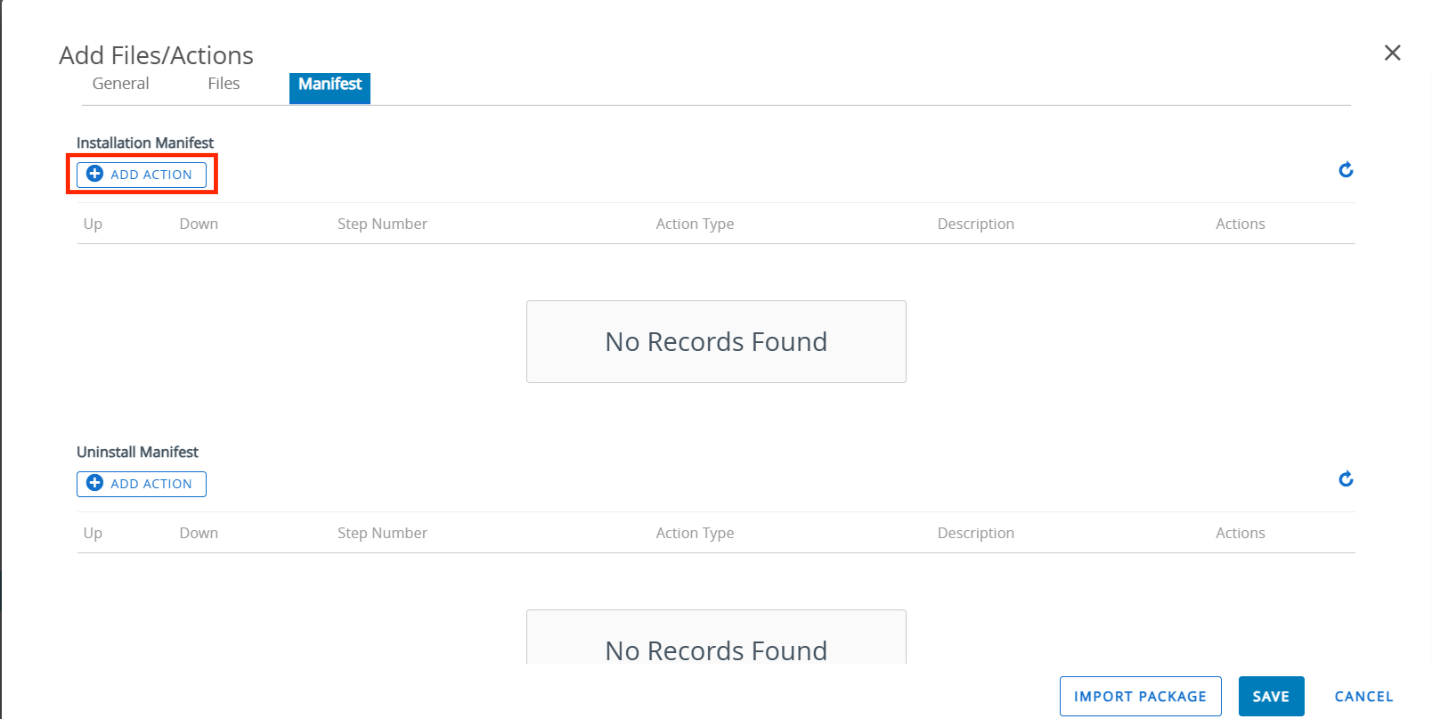 Add Files/Actions
General Files Manifest
Installation Manifest
ADD ACTION
Up Down Step Number Action Type Description Actions
No Records Found
Uninstall Manifest
ADD ACTION
Up Down Step Number Action Type Description Actions
No Records Found
IMPORT PACKAGE SAVE CANCEL